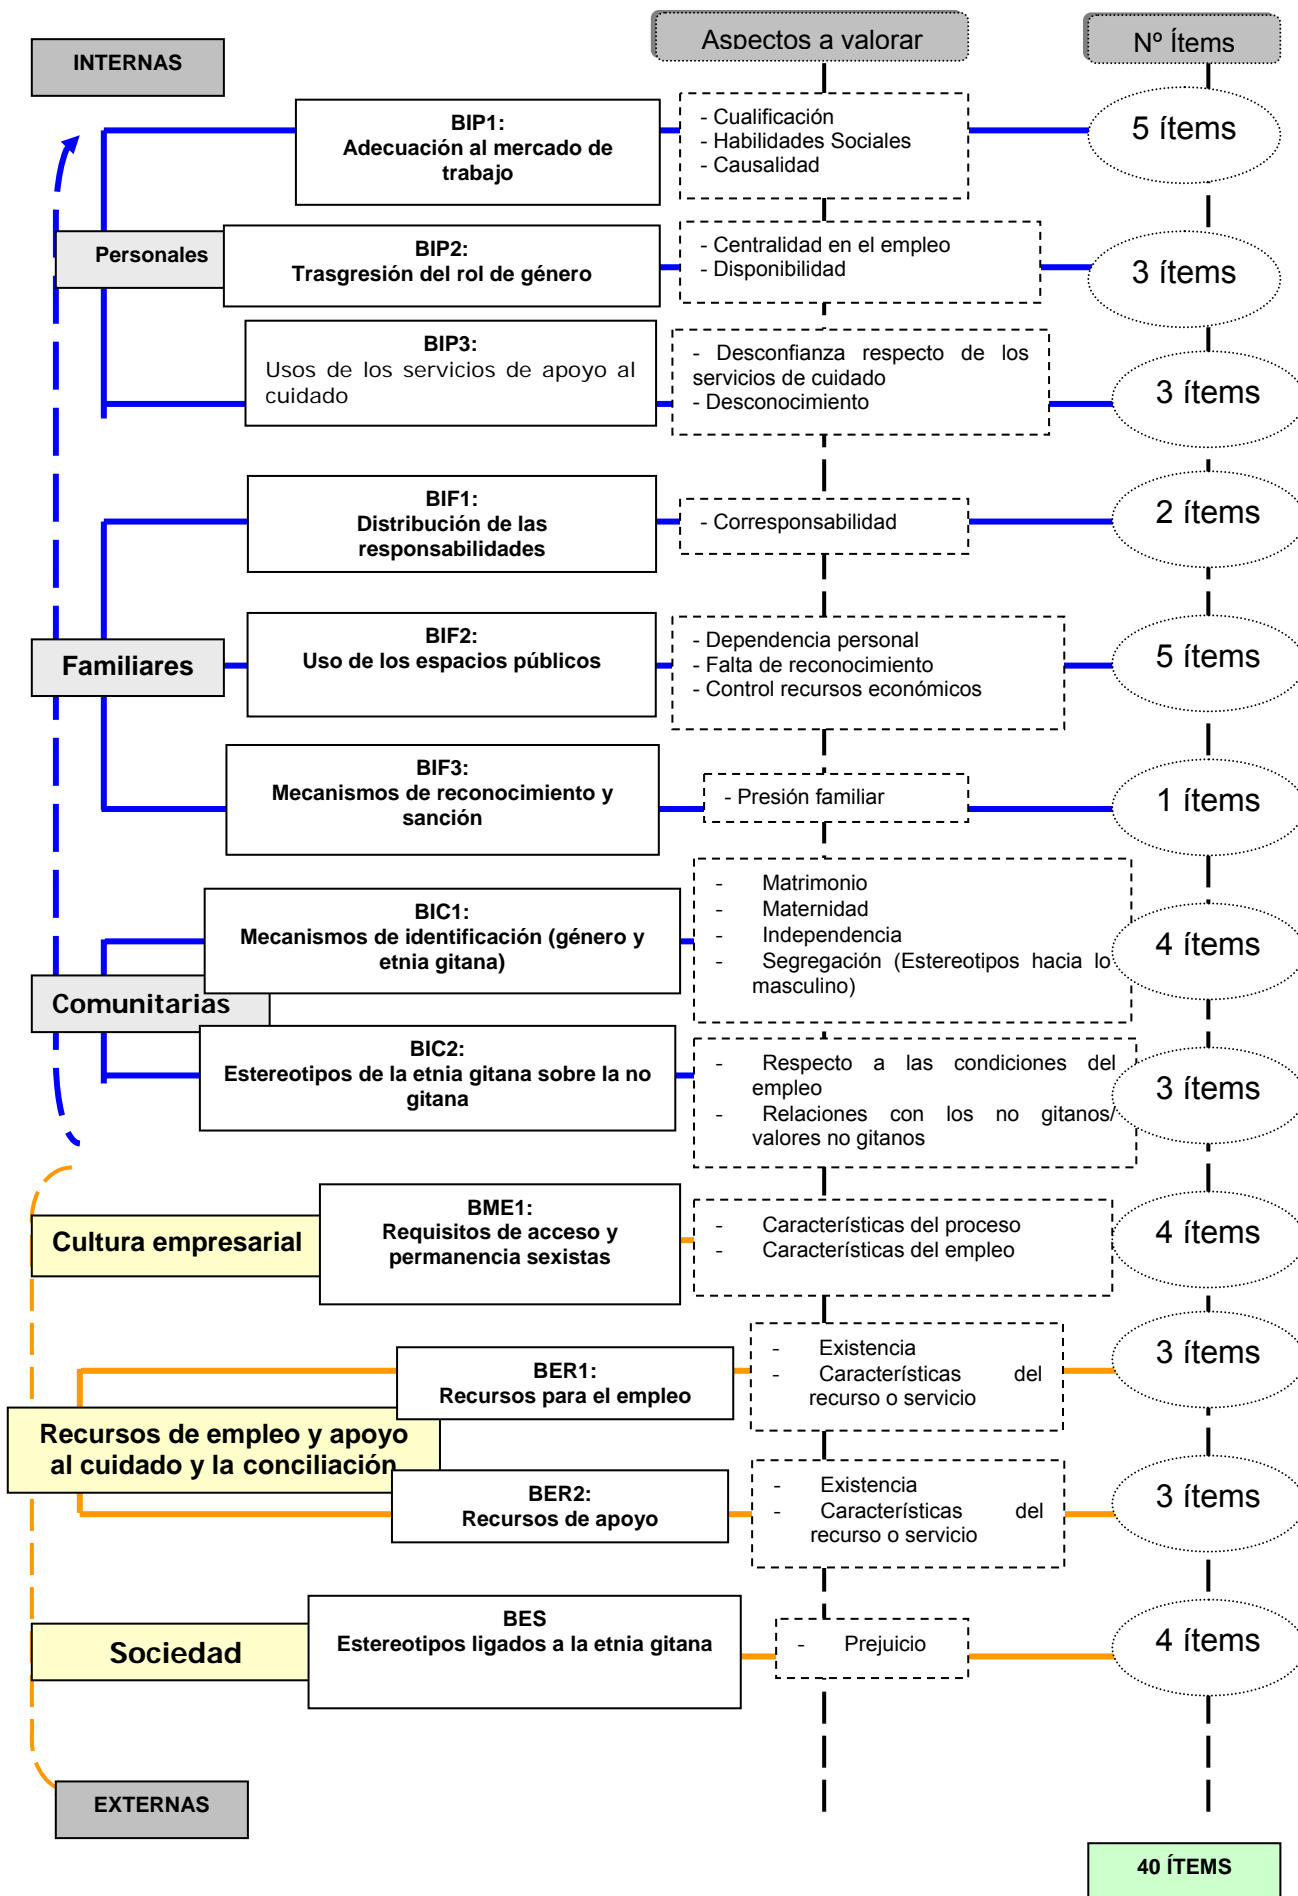 Aspectos a valorar
Nº Ítems
INTERNAS
BIP1:
Adecuación al mercado de
trabajo
- Cualificación
- Habilidades Sociales
- Causalidad
5 ítems
Personales
BIP2:
Trasgresión del rol de género
- Centralidad en el empleo
- Disponibilidad
3 ítems
BIP3:
Usos de los servicios de apoyo al
cuidado
- Desconfianza respecto de los
servicios de cuidado
- Desconocimiento
3 ítems
BIF1:
Distribución de las
responsabilidades
- Corresponsabilidad
2 ítems
Familiares
BIF2:
Uso de los espacios públicos
- Dependencia personal
- Falta de reconocimiento
- Control recursos económicos
5 ítems
BIF3:
Mecanismos de reconocimiento y
sanción
- Presión familiar
1 ítems
BIC1:
Mecanismos de identificación (género y
etnia gitana)
- Matrimonio
- Maternidad
- Independencia
- Segregación (Estereotipos hacia lo
masculino)
4 ítems
Comunitarias
BIC2:
Estereotipos de la etnia gitana sobre la no
gitana
- Respecto a las condiciones del
empleo
- Relaciones con los no gitanos/
valores no gitanos
3 ítems
Cultura empresarial
BME1:
Requisitos de acceso y
permanencia sexistas
- Características del proceso
- Características del empleo
4 ítems
BER1:
Recursos para el empleo
- Existencia
- Características del
recurso o servicio
3 ítems
Recursos de empleo y apoyo
al cuidado y la conciliación
BER2:
Recursos de apoyo
- Existencia
- Características del
recurso o servicio
3 ítems
Sociedad
BES
Estereotipos ligados a la etnia gitana
- Prejuicio
4 ítems
EXTERNAS
40 ÍTEMS